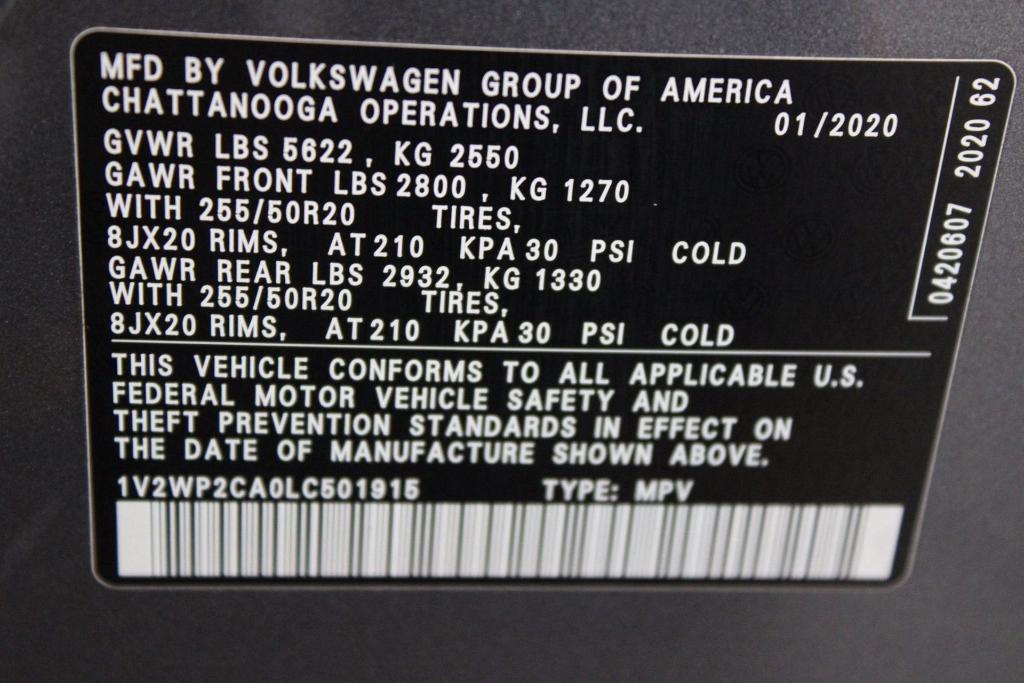 MFD BY VOLKSWAGEN GROUP OF AMERICA
CHATTANOOGA OPERATIONS, LLC. 01/2020
GVWR LBS 5622, KG 2550
GAWR FRONT LBS 2800, KG 1270
WITH 255/50R20 TIRES,
8JX20 RIMS, AT 210 KPA 30 PSI COLD
GAWR REAR LBS 2932, KG 1330
WITH 255/50R20 TIRES,
8JX20 RIMS, AT 210 KPA 30 PSI COLD
THIS VEHICLE CONFORMS TO ALL APPLICABLE U.S.
FEDERAL MOTOR VEHICLE SAFETY AND
THEFT PREVENTION STANDARDS IN EFFECT ON
THE DATE OF MANUFACTURE SHOWN ABOVE.
1V2WP2CA0LC501915 TYPE: MPV
0420607 2020 62